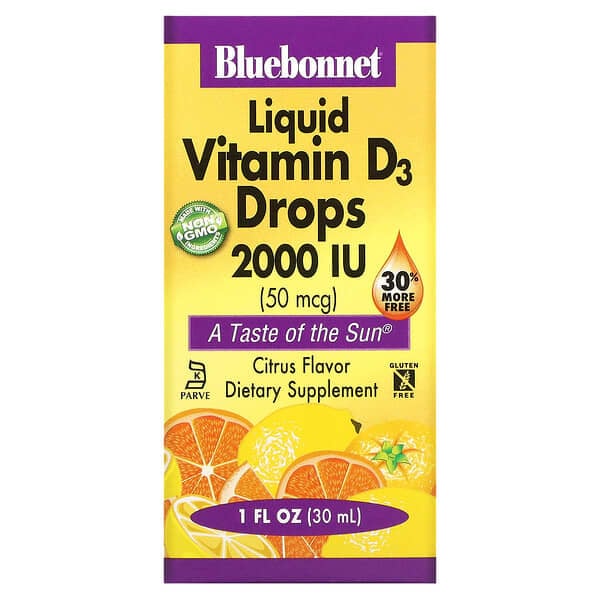 Bluebonnet®
Liquid
Vitamin D3
Drops
2000 IU
(50 mcg)
MADE WITH
NON
GMO
INGREDIENTS
30%
MORE
FREE
A Taste of the Sun®
Citrus Flavor
Dietary Supplement
K
PARVE
GLUTEN
FREE
1 FL OZ (30 mL)